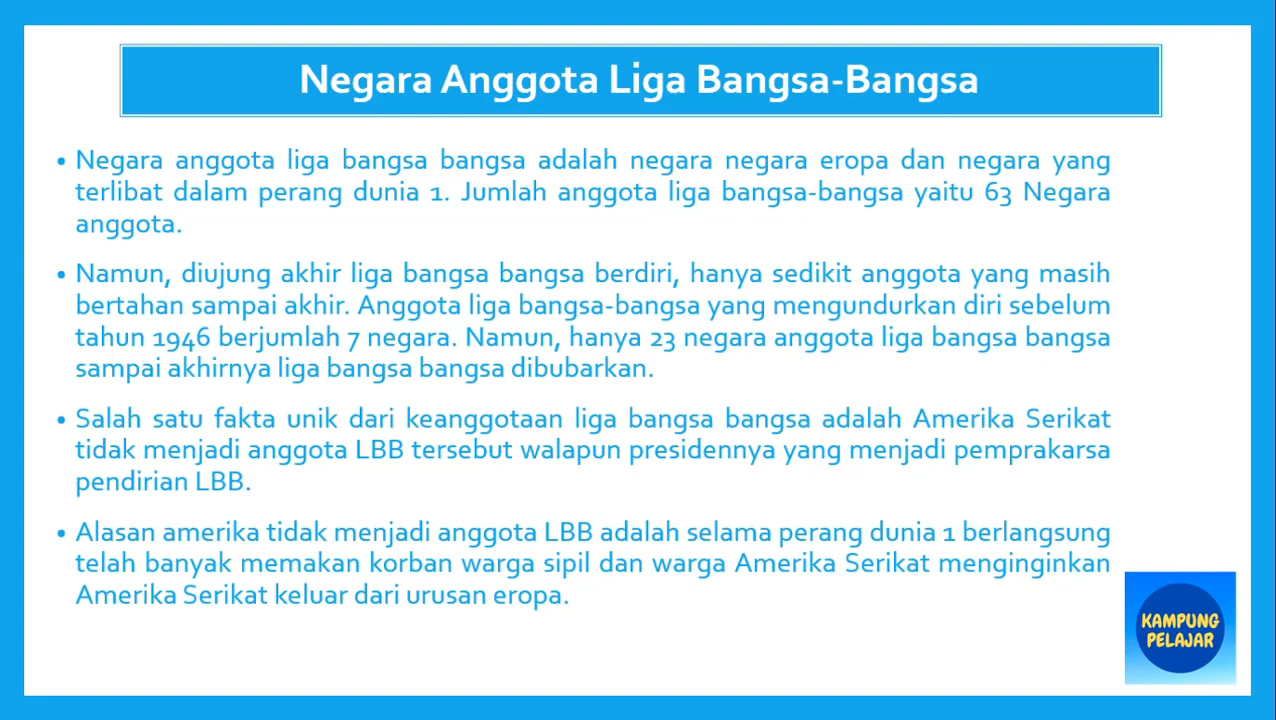 Negara Anggota Liga Bangsa-Bangsa
• Negara anggota liga bangsa bangsa adalah negara negara eropa dan negara yang
terlibat dalam perang dunia 1. Jumlah anggota liga bangsa-bangsa yaitu 63 Negara
anggota.
• Namun, diujung akhir liga bangsa bangsa berdiri, hanya sedikit anggota yang masih
bertahan sampai akhir. Anggota liga bangsa-bangsa yang mengundurkan diri sebelum
tahun 1946 berjumlah 7 negara. Namun, hanya 23 negara anggota liga bangsa bangsa
sampai akhirnya liga bangsa bangsa dibubarkan.
• Salah satu fakta unik dari keanggotaan liga bangsa bangsa adalah Amerika Serikat
tidak menjadi anggota LBB tersebut walapun presidennya yang menjadi pemprakarsa
pendirian LBB.
• Alasan amerika tidak menjadi anggota LBB adalah selama perang dunia 1 berlangsung
telah banyak memakan korban warga sipil dan warga Amerika Serikat menginginkan
Amerika Serikat keluar dari urusan eropa.
KAMPUNG
PELAJAR